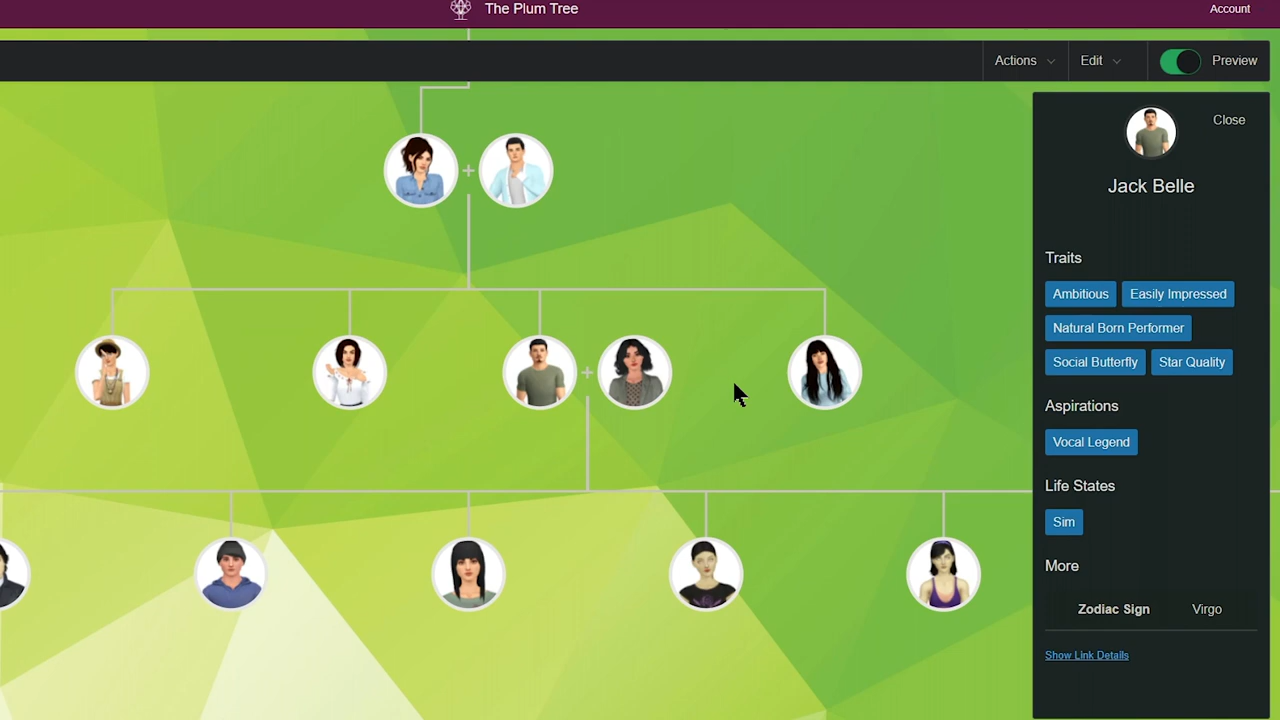 The Plum Tree
Account
Actions
Edit
Preview
Close
Jack Belle
Traits
Ambitious
Easily Impressed
Natural Born Performer
Social Butterfly
Star Quality
Aspirations
Vocal Legend
Life States
Sim
More
Zodiac Sign
Virgo
Show Link Details